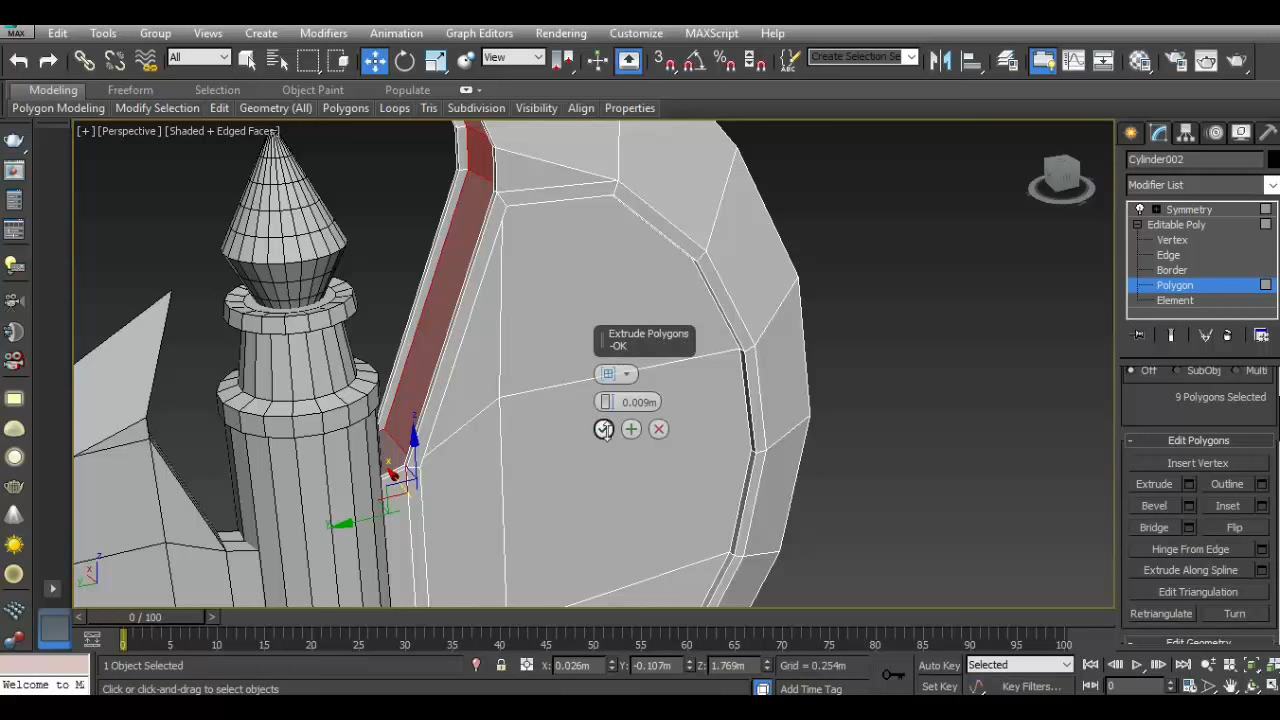 MAX Edit Tools Group Views Create Modifiers Animation Graph Editors Rendering Customize MAXScript Help
All View 3 % ABC Create Selection Se
Modeling Freeform Selection Object Paint Populate
Polygon Modeling Modify Selection Edit Geometry (All) Polygons Loops Tris Subdivision Visibility Align Properties
[ + ] [Perspective ] [Shaded + Edged Faces ]
Cylinder002
Modifier List
Symmetry
Editable Poly
Vertex
Edge
Border
Polygon
Element
Off SubObj Multi
9 Polygons Selected
- Edit Polygons
Insert Vertex
Extrude Outline
Bevel Inset
Bridge Flip
Hinge From Edge
Extrude Along Spline
Edit Triangulation
Retriangulate Turn
Edit Geometry
Extrude Polygons
-OK
0.009m
z
x
y
z
x
y
< 0 / 100 >
0 5 10 15 20 25 30 35 40 45 50 55 60 65 70 75 80 85 90 95 100
1 Object Selected X: 0.026m Y: -0.107m Z: 1.769m Grid = 0.254m Auto Key Selected
Welcome to M Click or click-and-drag to select objects Add Time Tag Set Key Key Filters... 0